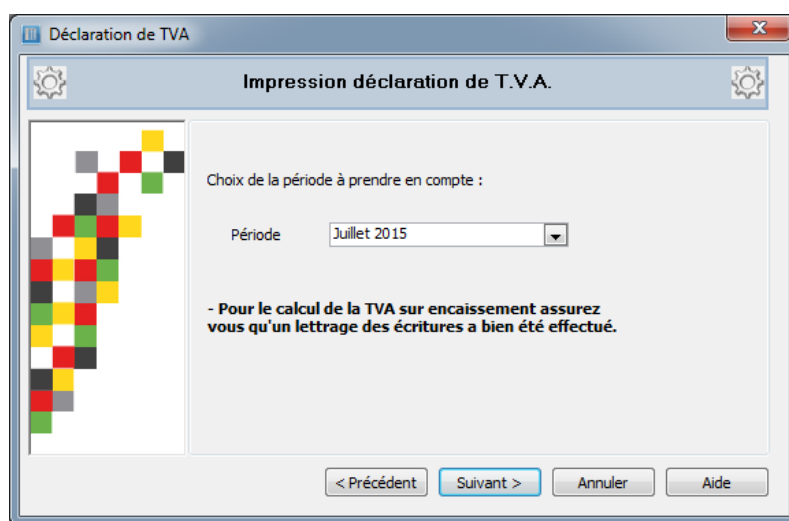 Déclaration de TVA
Impression déclaration de T.V.A.
Choix de la période à prendre en compte :
Période Juillet 2015
- Pour le calcul de la TVA sur encaissement assurez
vous qu'un lettrage des écritures a bien été effectué.
< Précédent Suivant > Annuler Aide